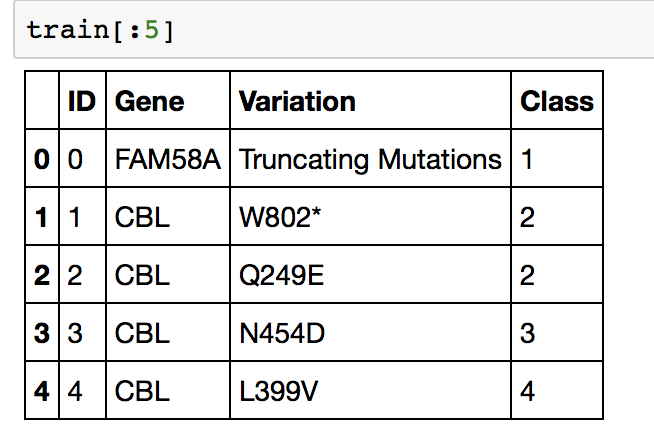 train[:5]
ID Gene Variation Class
0 0 FAM58A Truncating Mutations 1
1 1 CBL W802* 2
2 2 CBL Q249E 2
3 3 CBL N454D 3
4 4 CBL L399V 4